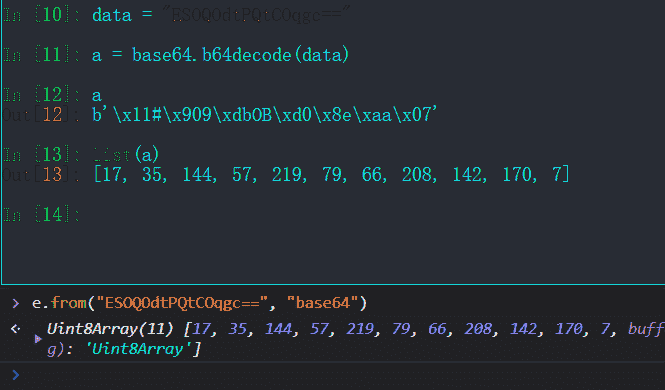 In [10]: data = "ESOQOdtPQtCOqgc=="
In [11]: a = base64.b64decode(data)
In [12]: a
Out[12]: b'\x11#\x909\xdbOB\xd0\x8e\xaa\x07'
In [13]: list(a)
Out[13]: [17, 35, 144, 57, 219, 79, 66, 208, 142, 170, 7]
In [14]:
> e.from("ESOQOdtPQtCOqgc==", "base64")
Uint8Array(11) [17, 35, 144, 57, 219, 79, 66, 208, 142, 170, 7, buff
g): 'Uint8Array']
>